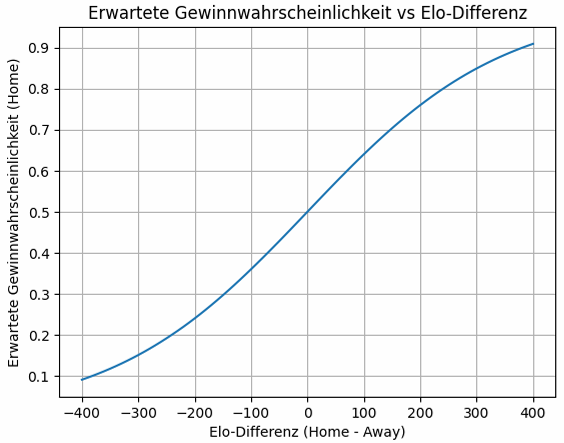 Erwartete Gewinnwahrscheinlichkeit vs Elo-Differenz
Erwartete Gewinnwahrscheinlichkeit (Home)
0.9
0.8
0.7
0.6
0.5
0.4
0.3
0.2
0.1
−400 −300 −200 −100 0 100 200 300 400
Elo-Differenz (Home - Away)